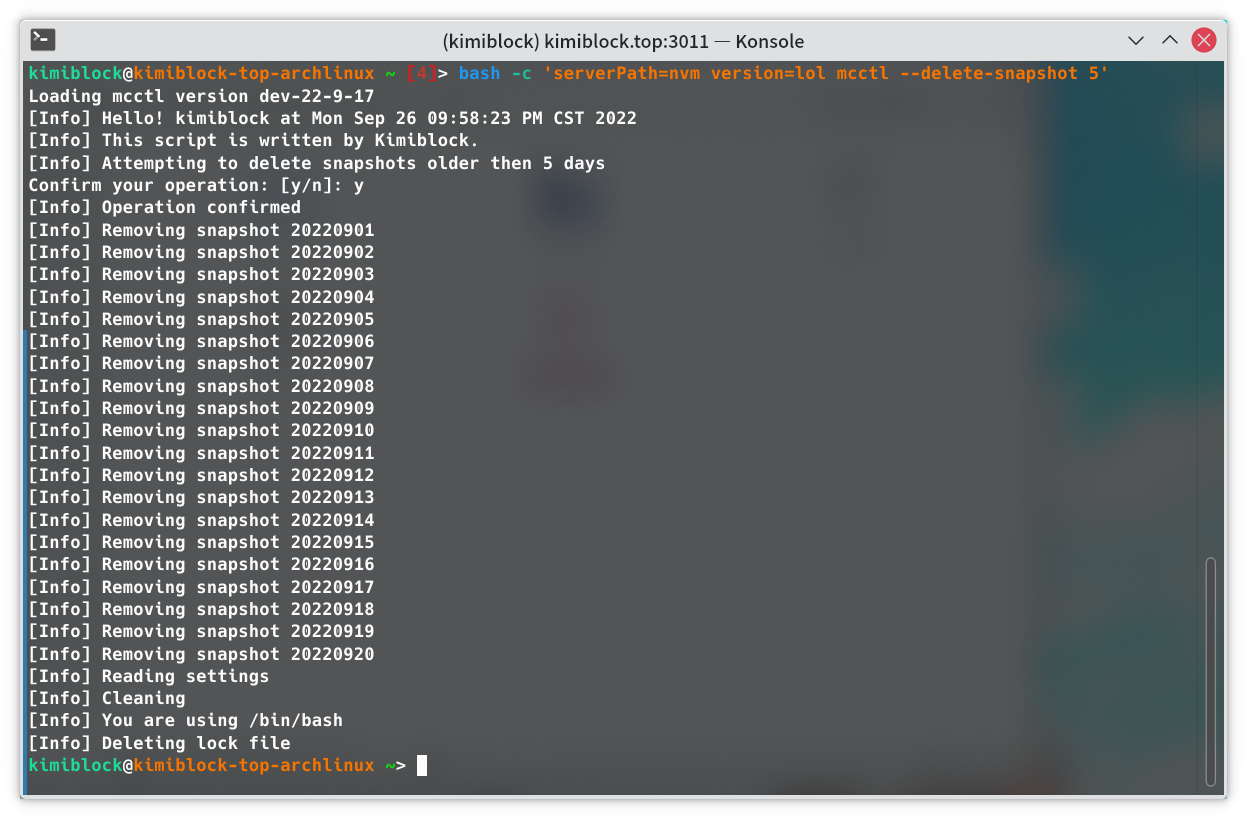 (kimiblock) kimiblock.top:3011 — Konsole
kimiblock@kimiblock-top-archlinux ~ [4]> bash -c 'serverPath=nvm version=lol mcctl --delete-snapshot 5'
Loading mcctl version dev-22-9-17
[Info] Hello! kimiblock at Mon Sep 26 09:58:23 PM CST 2022
[Info] This script is written by Kimiblock.
[Info] Attempting to delete snapshots older then 5 days
Confirm your operation: [y/n]: y
[Info] Operation confirmed
[Info] Removing snapshot 20220901
[Info] Removing snapshot 20220902
[Info] Removing snapshot 20220903
[Info] Removing snapshot 20220904
[Info] Removing snapshot 20220905
[Info] Removing snapshot 20220906
[Info] Removing snapshot 20220907
[Info] Removing snapshot 20220908
[Info] Removing snapshot 20220909
[Info] Removing snapshot 20220910
[Info] Removing snapshot 20220911
[Info] Removing snapshot 20220912
[Info] Removing snapshot 20220913
[Info] Removing snapshot 20220914
[Info] Removing snapshot 20220915
[Info] Removing snapshot 20220916
[Info] Removing snapshot 20220917
[Info] Removing snapshot 20220918
[Info] Removing snapshot 20220919
[Info] Removing snapshot 20220920
[Info] Reading settings
[Info] Cleaning
[Info] You are using /bin/bash
[Info] Deleting lock file
kimiblock@kimiblock-top-archlinux ~>